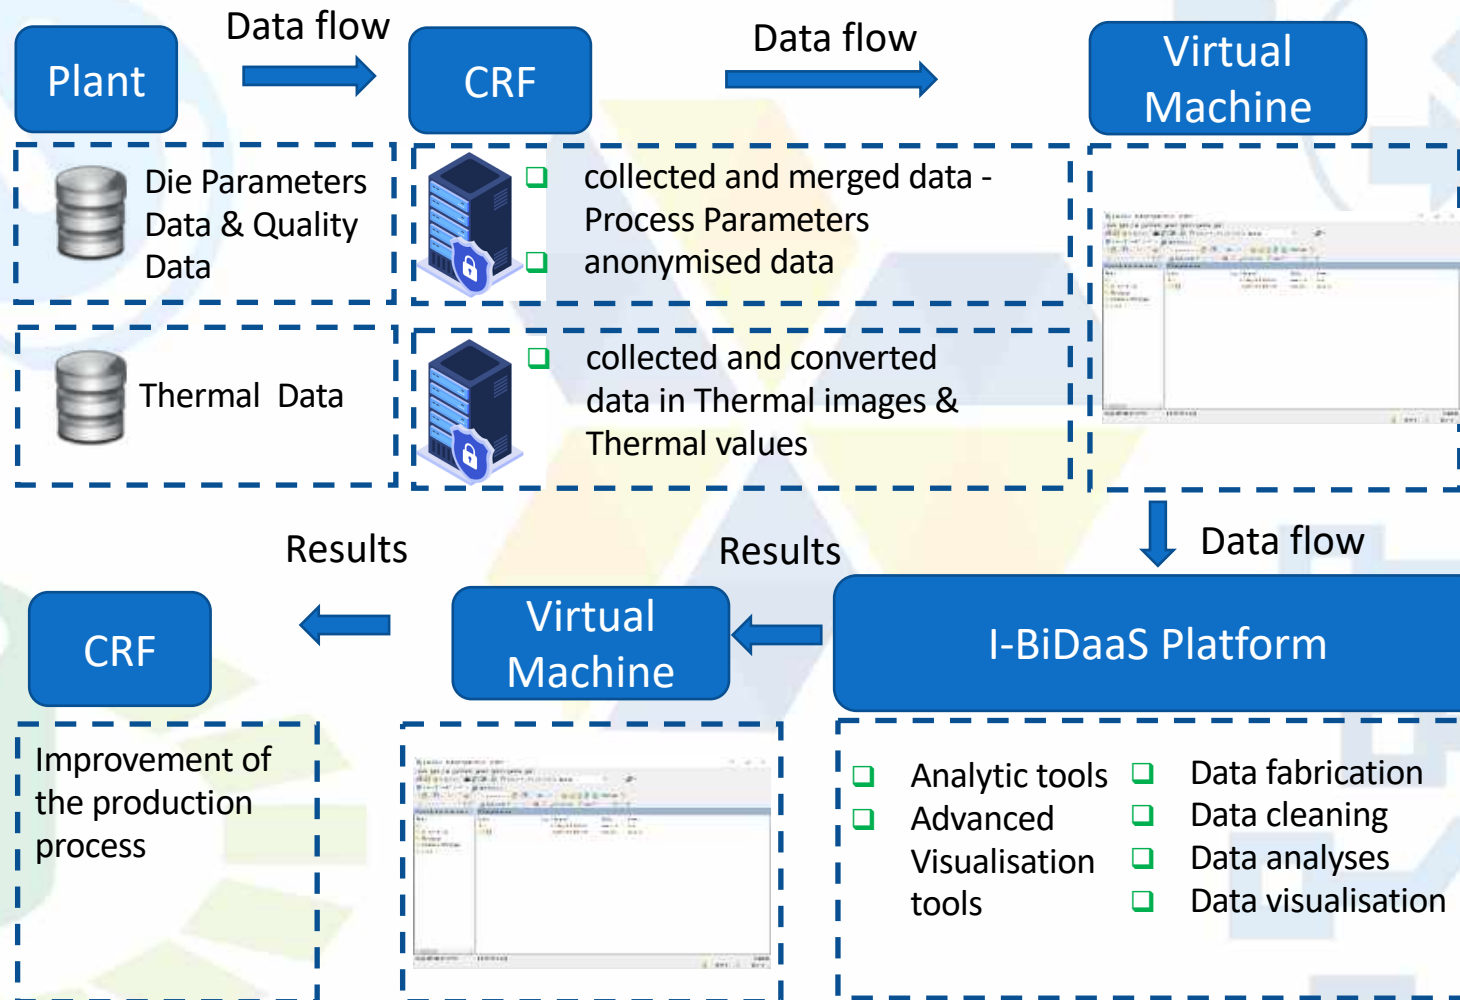 Data flow
Data flow
Plant
CRF
Virtual
Machine
Die Parameters
Data & Quality
Data
collected and merged data -
Process Parameters
anonymised data
Thermal  Data
collected and converted
data in Thermal images &
Thermal values
Data flow
Results
Results
CRF
Virtual
Machine
I-BiDaaS Platform
Improvement of
the production
process
Analytic tools
Advanced
Visualisation
tools
Data fabrication
Data cleaning
Data analyses
Data visualisation